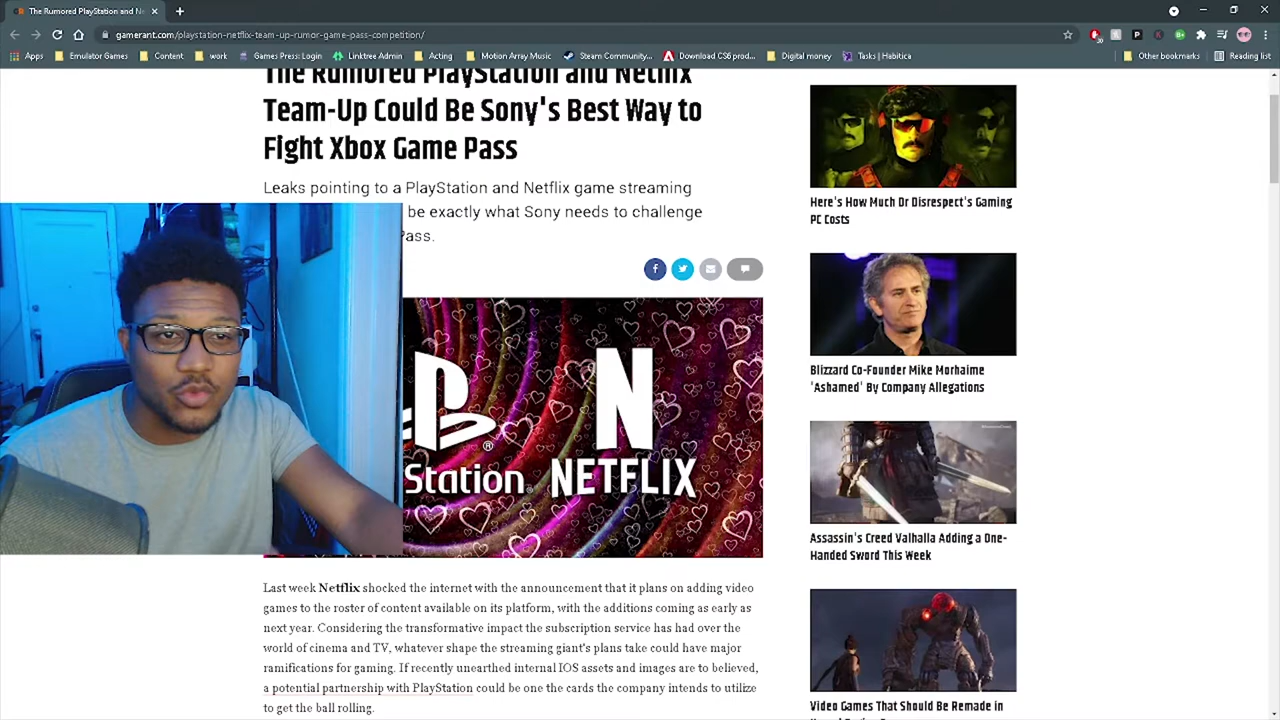 The Rumored PlayStation and Ne
gamerant.com/playstation-netflix-team-up-rumor-game-pass-competition/
Apps
Emulator Games
Content
work
Games Press: Login
Linktree Admin
Acting
Motion Array Music
Steam Community...
Download CS6 prod...
Digital money
Tasks | Habitica
Other bookmarks
Reading list
The Rumored PlayStation and Netflix
Team-Up Could Be Sony's Best Way to
Fight Xbox Game Pass
Leaks pointing to a PlayStation and Netflix game streaming
be exactly what Sony needs to challenge
Pass.
Station
N
NETFLIX
Last week Netflix shocked the internet with the announcement that it plans on adding video
games to the roster of content available on its platform, with the additions coming as early as
next year. Considering the transformative impact the subscription service has had over the
world of cinema and TV, whatever shape the streaming giant's plans take could have major
ramifications for gaming. If recently unearthed internal IOS assets and images are to believed,
a potential partnership with PlayStation could be one the cards the company intends to utilize
to get the ball rolling.
Here's How Much Dr Disrespect's Gaming
PC Costs
Blizzard Co-Founder Mike Morhaime
'Ashamed' By Company Allegations
Assassin's Creed Valhalla Adding a One-
Handed Sword This Week
Video Games That Should Be Remade in